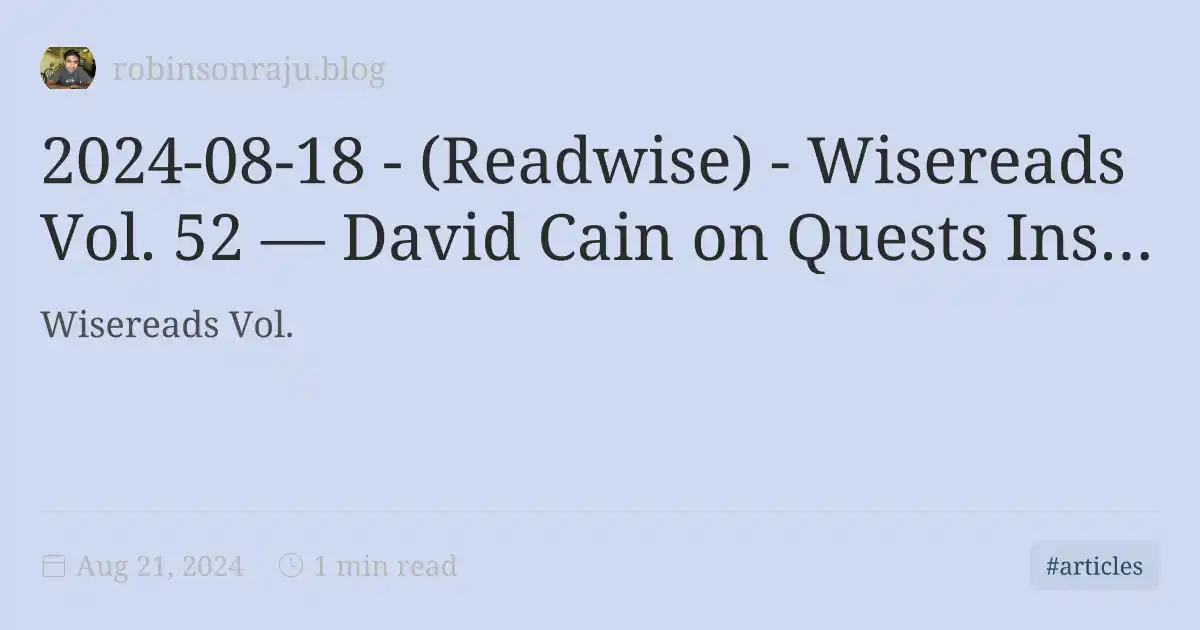 robinsonraju.blog
2024-08-18 - (Readwise) - Wisereads
Vol. 52 — David Cain on Quests Ins...
Wisereads Vol.
Aug 21, 2024 1 min read #articles